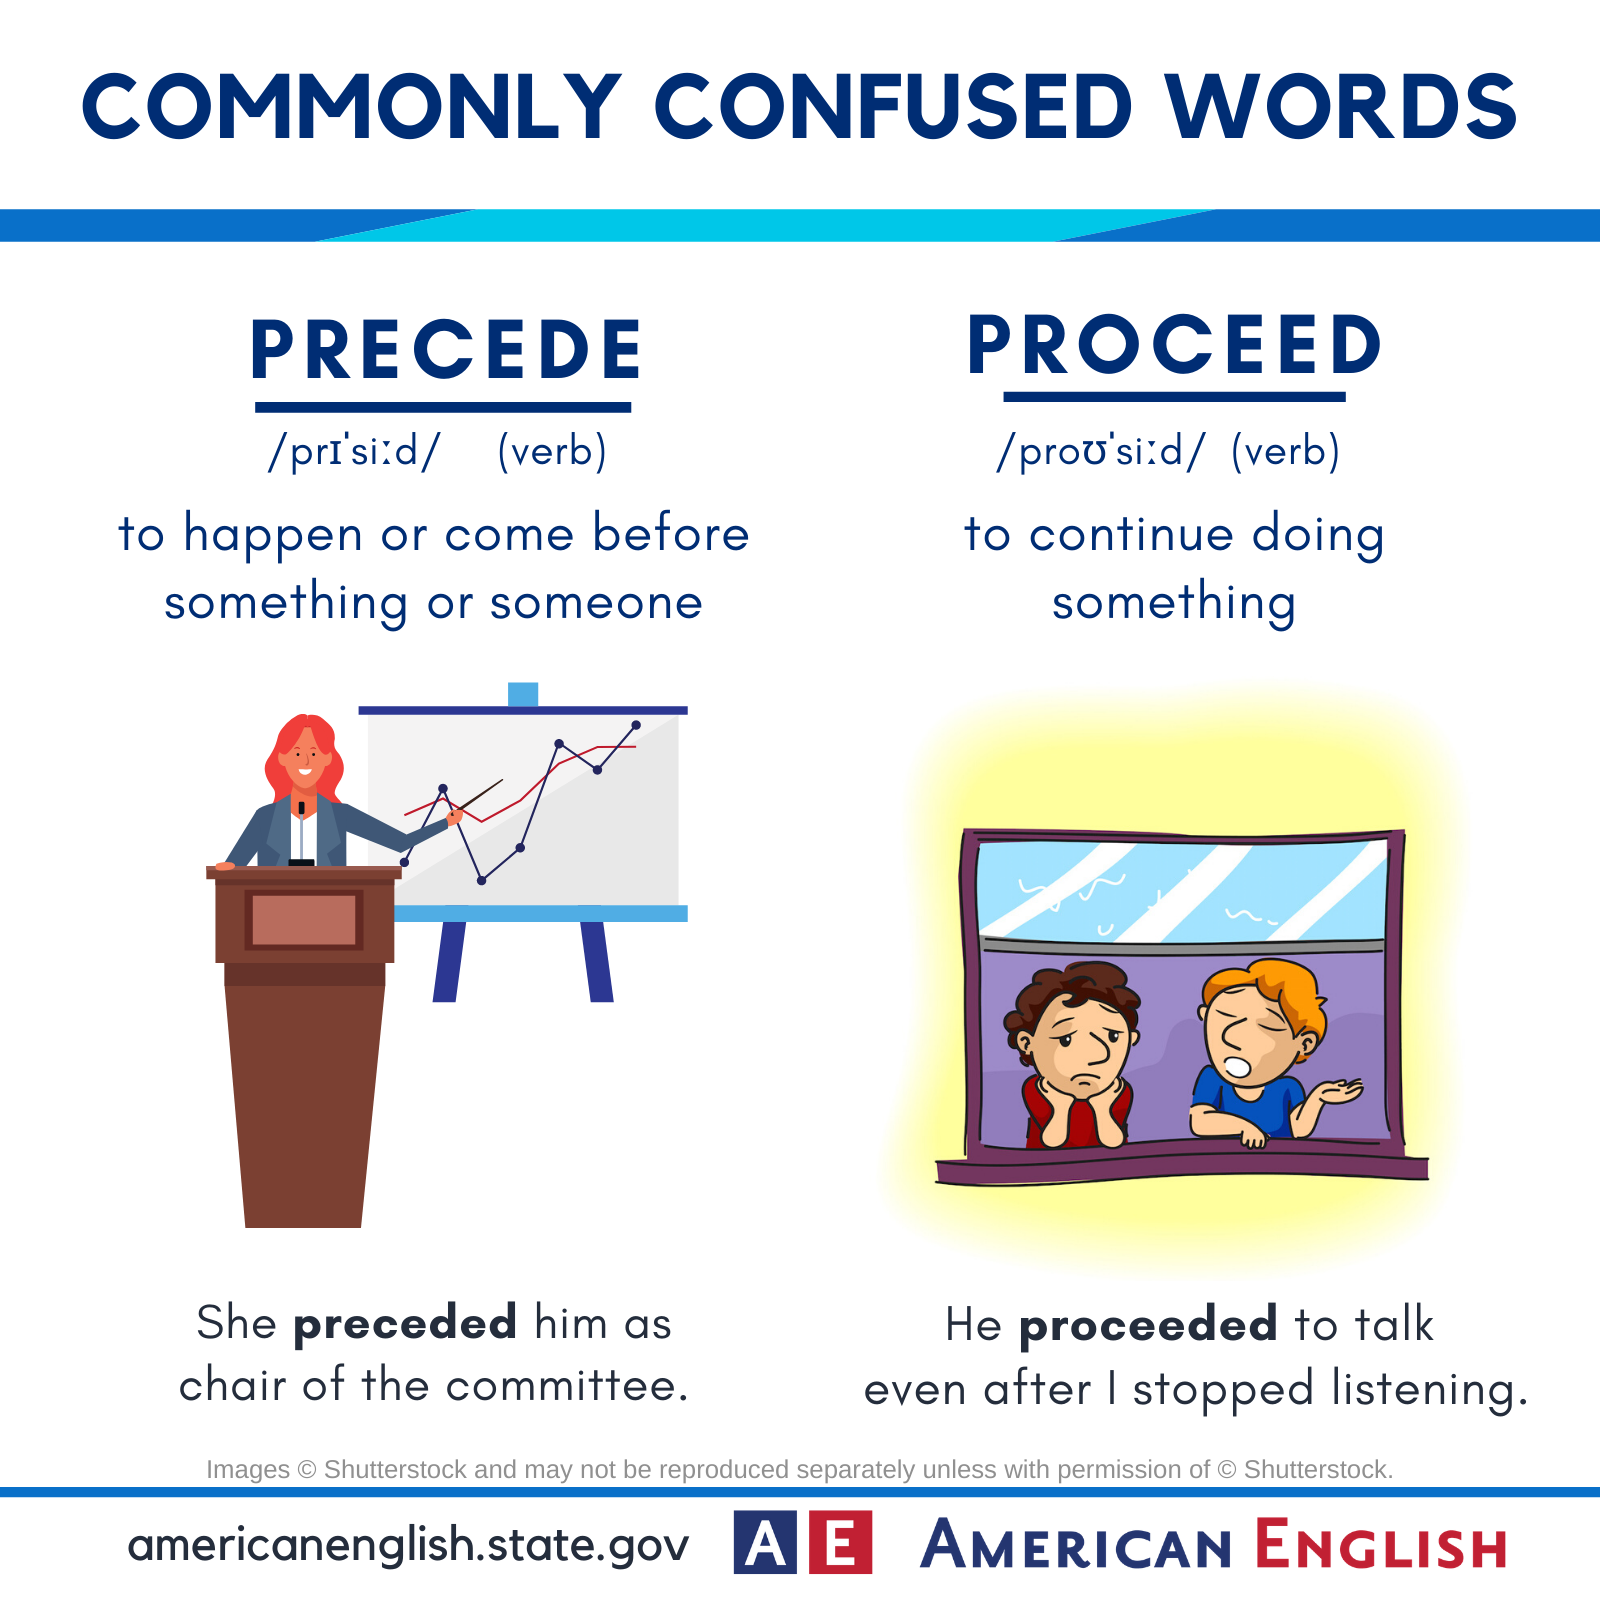 COMMONLY CONFUSED WORDS
PRECEDE
/prɪˈsiːd/ (verb)
to happen or come before
something or someone
She preceded him as
chair of the committee.
PROCEED
/proʊˈsiːd/ (verb)
to continue doing
something
He proceeded to talk
even after I stopped listening.
Images © Shutterstock and may not be reproduced separately unless with permission of © Shutterstock.
americanenglish.state.gov
AE
AMERICAN ENGLISH